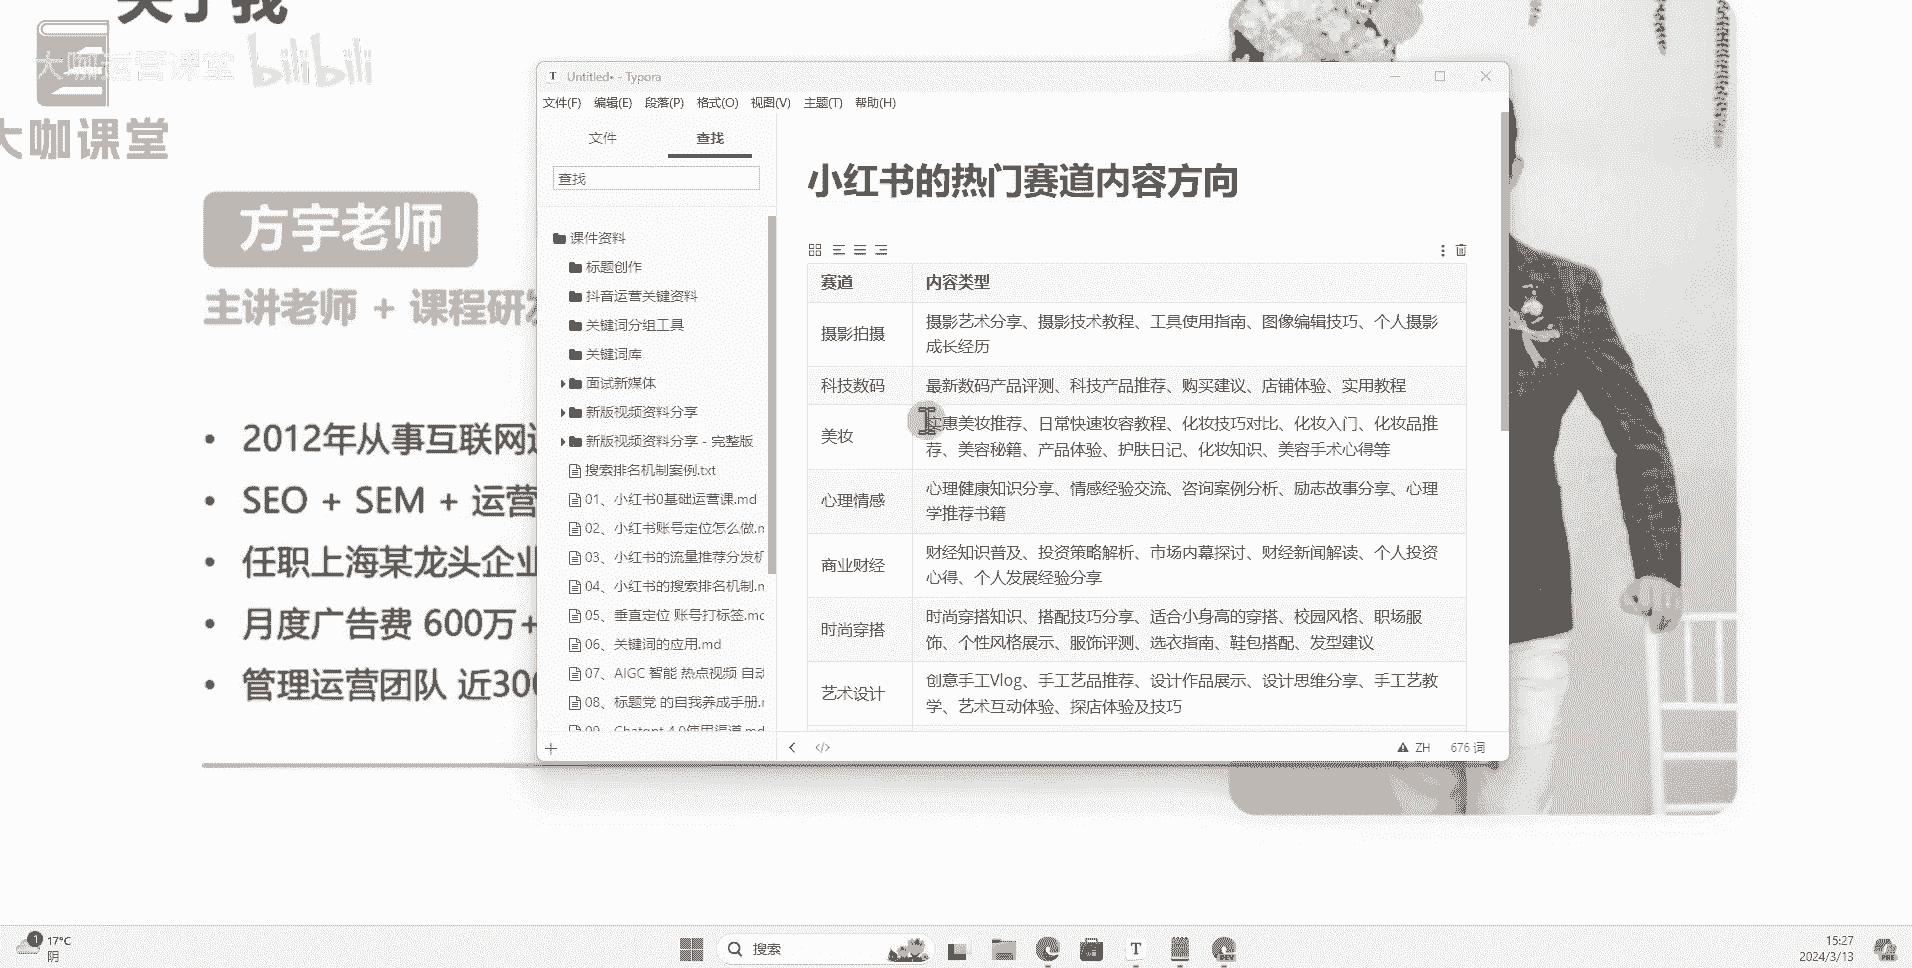 关于我
大咖运营课堂 bilibili
大咖课堂
方宇老师
主讲老师 + 课程研发
• 2012年从事互联网运
• SEO + SEM + 运营
• 任职上海某龙头企业
• 月度广告费 600万+
• 管理运营团队 近300
Untitled• - Typora
文件(F) 编辑(E) 段落(P) 格式(O) 视图(V) 主题(T) 帮助(H)
文件 查找
查找
课件资料
标题创作
抖音运营关键资料
关键词分组工具
关键词库
面试新媒体
新版视频资料分享
新版视频资料分享 - 完整版
搜索排名机制案例.txt
01、小红书0基础运营课.md
02、小红书账号定位怎么做.m
03、小红书的流量推荐分发机
04、小红书的搜索排名机制.m
05、垂直定位 账号打标签.md
06、关键词的应用.md
07、AIGC 智能 热点视频 自动
08、标题党 的自我养成手册.m
09、Chatgpt 4.0使用渠道.md
小红书的热门赛道内容方向
赛道 内容类型
摄影拍摄
摄影艺术分享、摄影技术教程、工具使用指南、图像编辑技巧、个人摄影
成长经历
科技数码 最新数码产品评测、科技产品推荐、购买建议、店铺体验、实用教程
美妆
实惠美妆推荐、日常快速妆容教程、化妆技巧对比、化妆入门、化妆品推
荐、美容秘籍、产品体验、护肤日记、化妆知识、美容手术心得等
心理情感
心理健康知识分享、情感经验交流、咨询案例分析、励志故事分享、心理
学推荐书籍
商业财经
财经知识普及、投资策略解析、市场内幕探讨、财经新闻解读、个人投资
心得、个人发展经验分享
时尚穿搭
时尚穿搭知识、搭配技巧分享、适合小身高的穿搭、校园风格、职场服
饰、个性风格展示、服饰评测、选衣指南、鞋包搭配、发型建议
艺术设计
创意手工Vlog、手工艺品推荐、设计作品展示、设计思维分享、手工艺教
学、艺术互动体验、探店体验及技巧
ZH 676 词
1 17°C
阴
搜索
T
DEV
15:27
2024/3/13
PRE